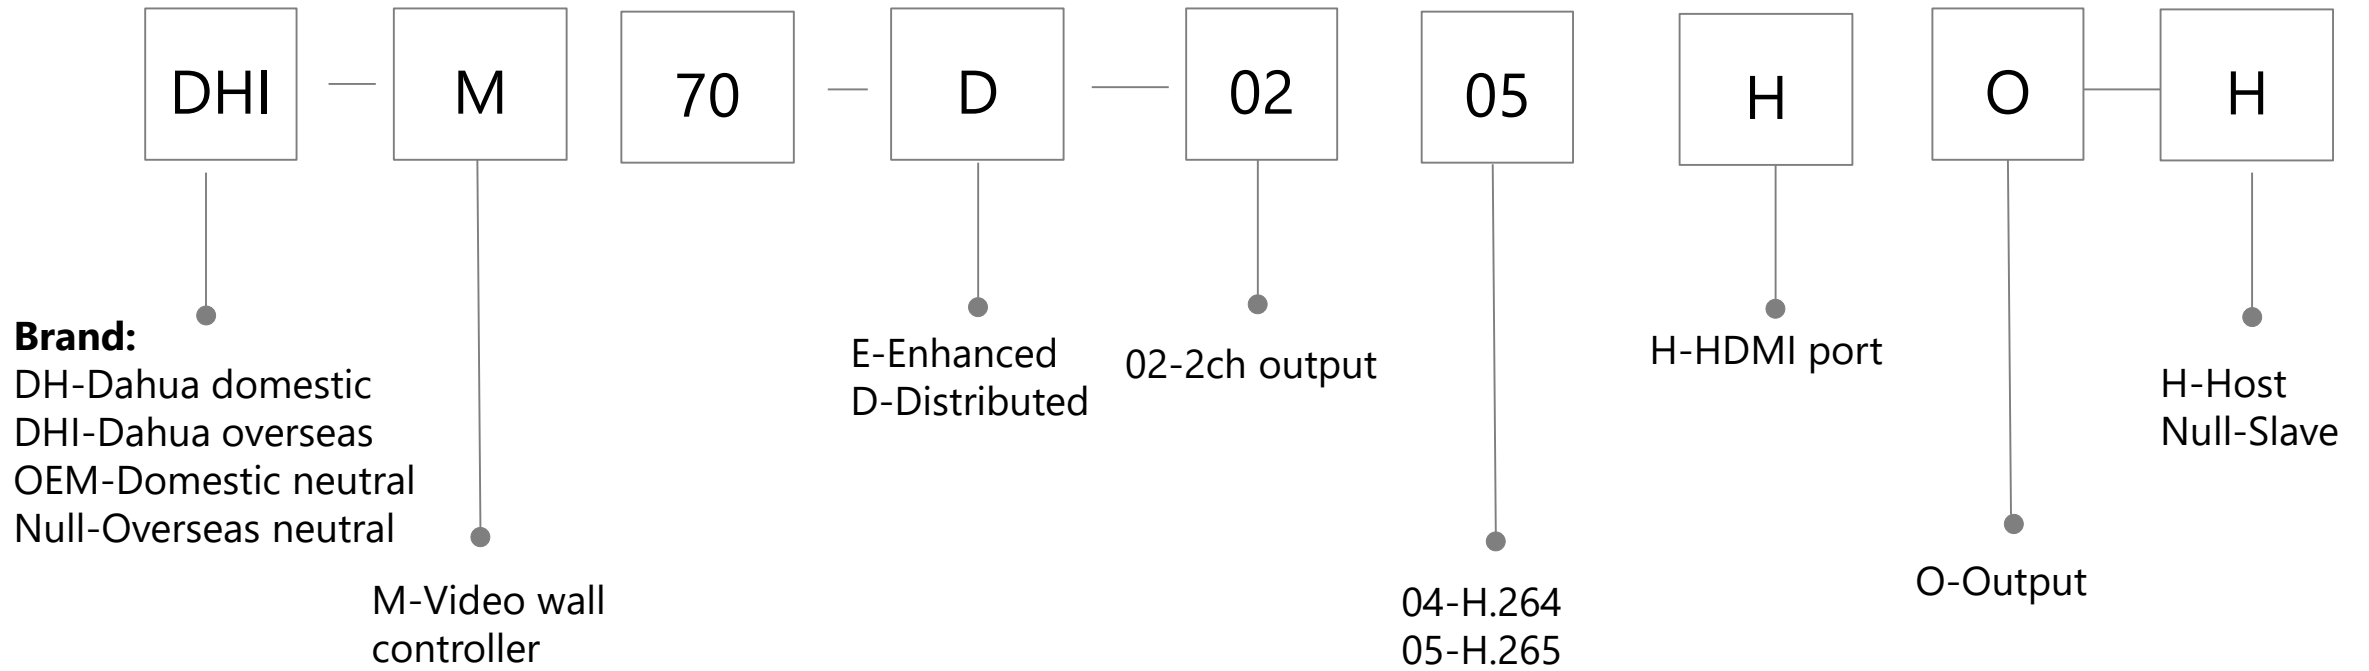 DHI — M 70 — D — 02 05 H O — H
Brand:
DH-Dahua domestic
DHI-Dahua overseas
OEM-Domestic neutral
Null-Overseas neutral
M-Video wall
controller
E-Enhanced
D-Distributed
02-2ch output
04-H.264
05-H.265
H-HDMI port
O-Output
H-Host
Null-Slave